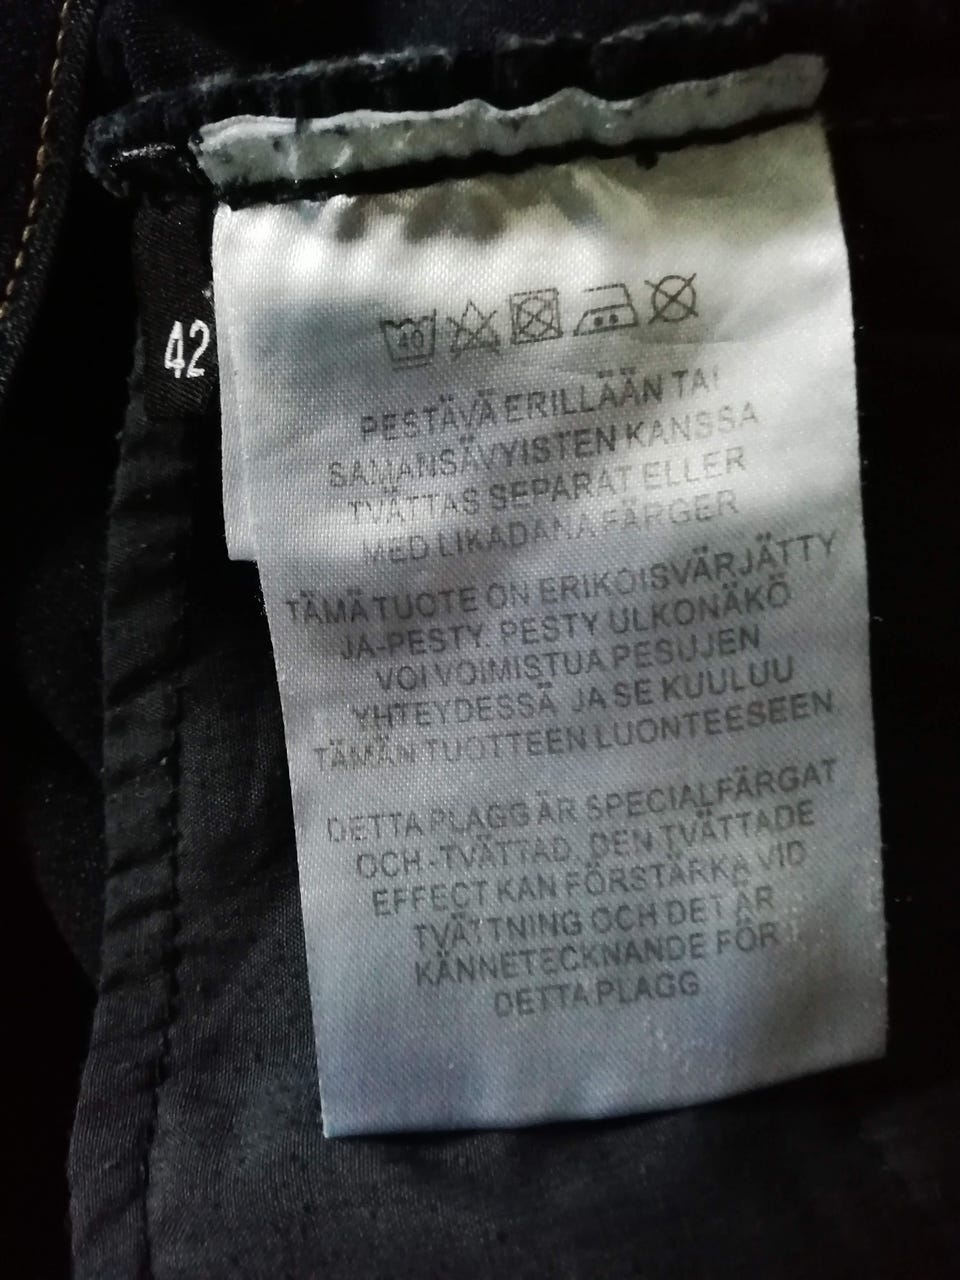 42
40
PESTÄVÄ ERILLÄÄN TAI
SAMANSÄVYISTEN KANSSA
TVÄTTAS SEPARAT ELLER
MED LIKADANA FÄRGER
TÄMÄ TUOTE ON ERIKOISVÄRJÄTTY
JA-PESTY. PESTY ULKONÄKÖ
VOI VOIMISTUA PESUJEN
YHTEYDESSÄ JA SE KUULUU
TÄMÄN TUOTTEEN LUONTEESEEN.
DETTA PLAGG ÄR SPECIALFÄRGAT
OCH -TVÄTTAD. DEN TVÄTTADE
EFFECT KAN FÖRSTÄRKA VID
TVÄTTNING OCH DET ÄR
KÄNNETECKNANDE FÖR
DETTA PLAGG